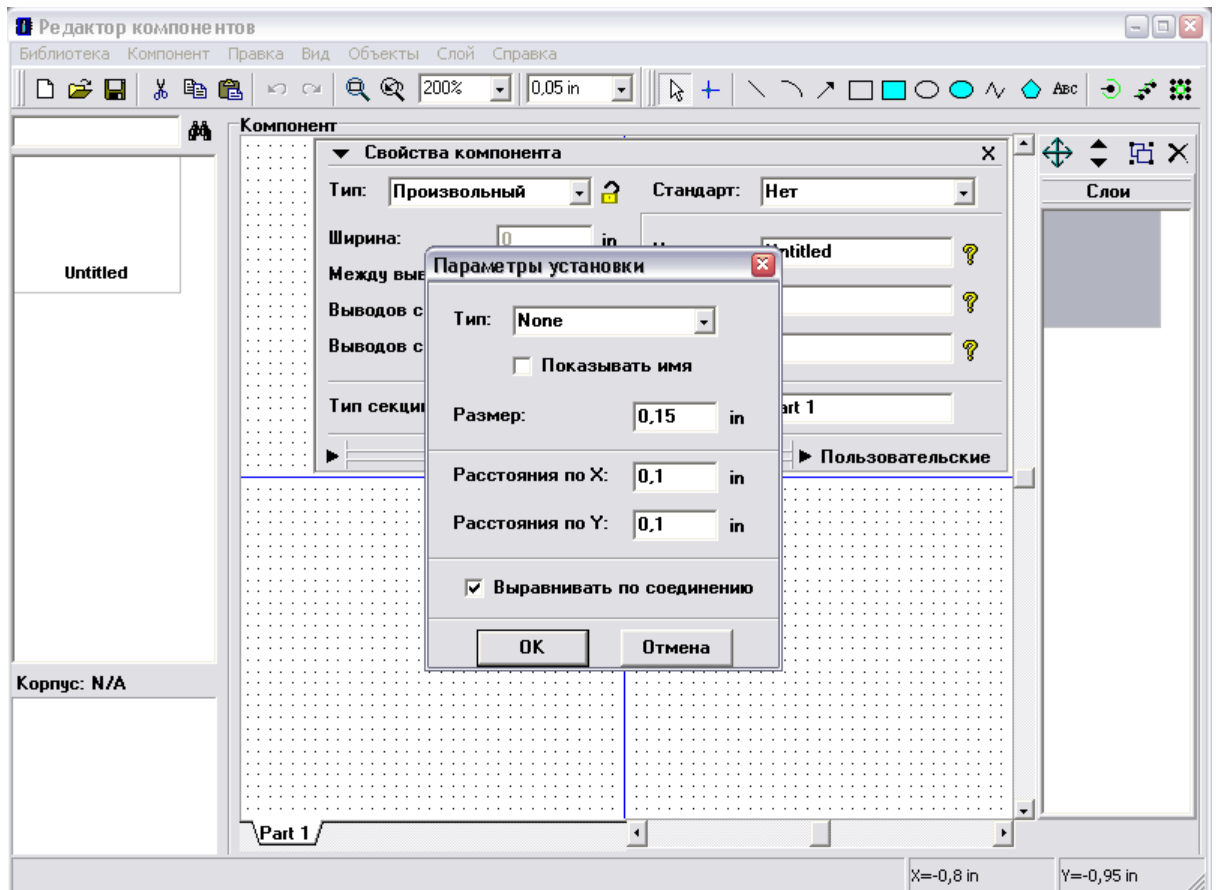 Редактор компонентов
Библиотека Компонент Правка Вид Объекты Слой Справка
200% 0,05 in ABC
Компонент
Свойства компонента X
Слои
Тип: Произвольный Стандарт: Нет
Ширина: 0 in
Untitled
Untitled
Между выв
Выводов с
Выводов с
Тип секци
Part 1
Пользовательские
Параметры установки
Тип: None
Показывать имя
Размер: 0,15 in
Расстояния по X: 0,1 in
Расстояния по Y: 0,1 in
Выравнивать по соединению
OK Отмена
Корпус: N/A
Part 1
X=-0,8 in Y=-0,95 in